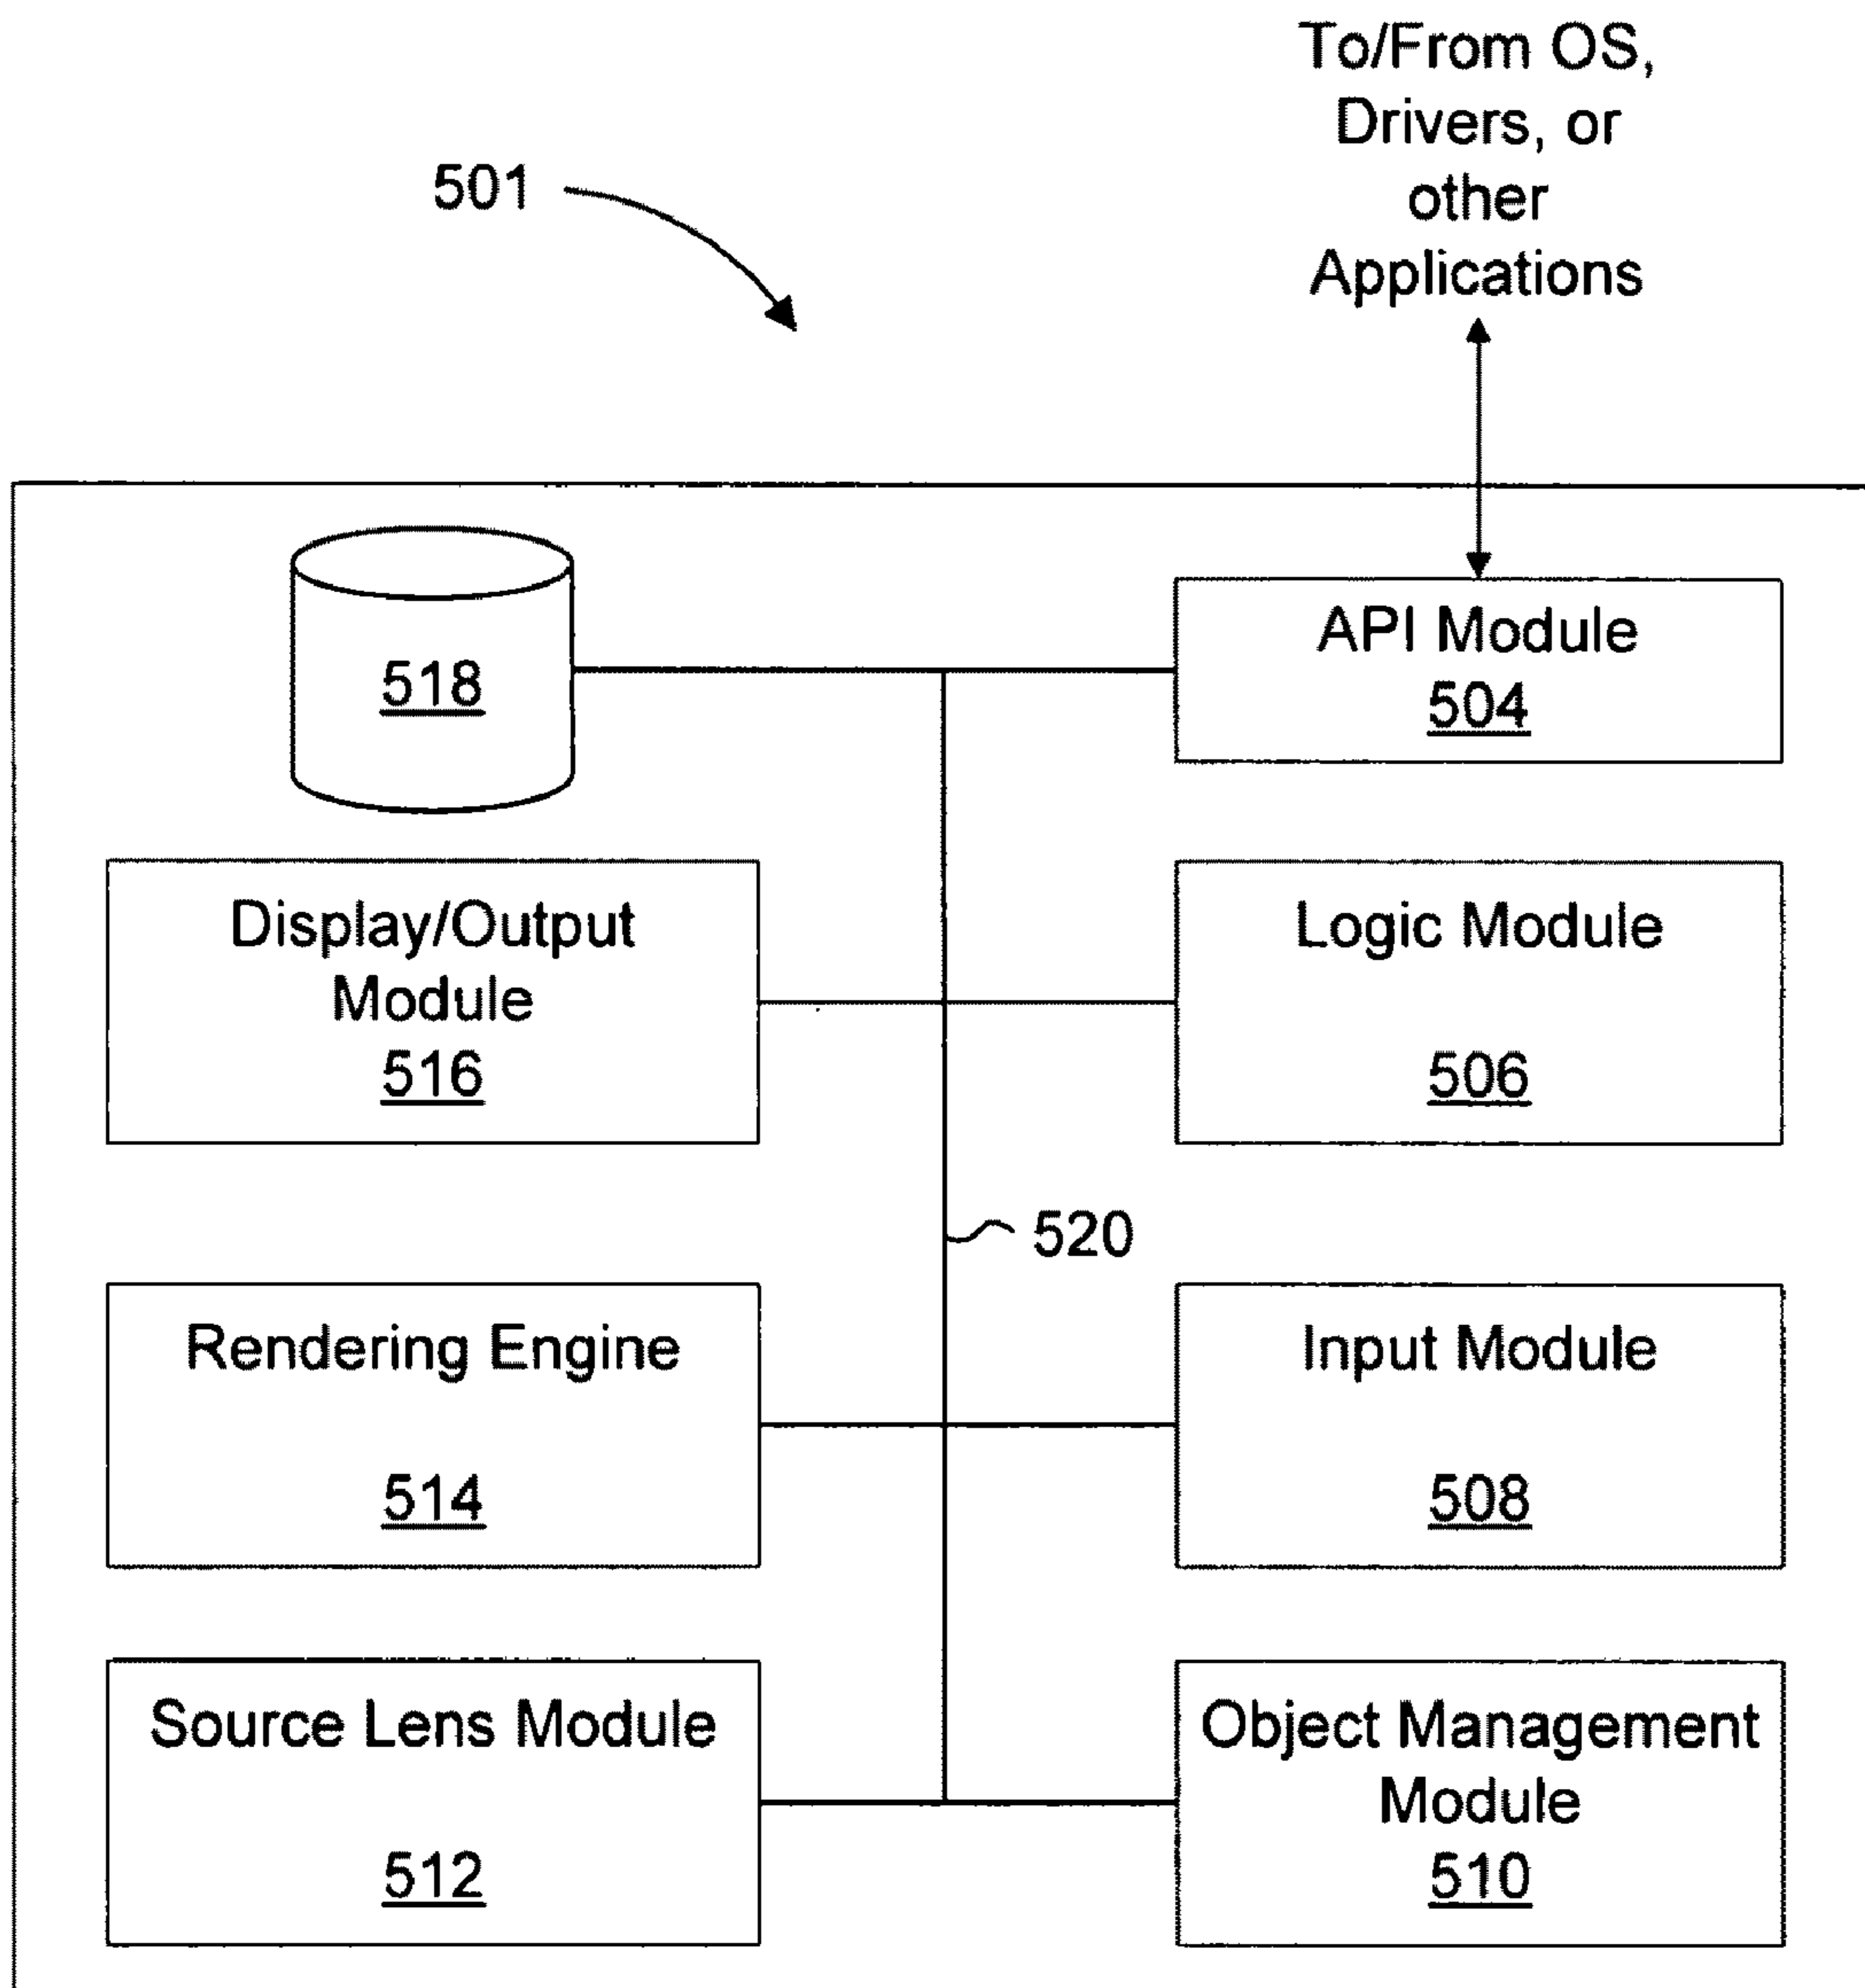 To/From OS,
Drivers, or
other
Applications
501
518
API Module
504
Display/Output
Module
516
Logic Module
506
520
Rendering Engine
514
Input Module
508
Source Lens Module
512
Object Management
Module
510